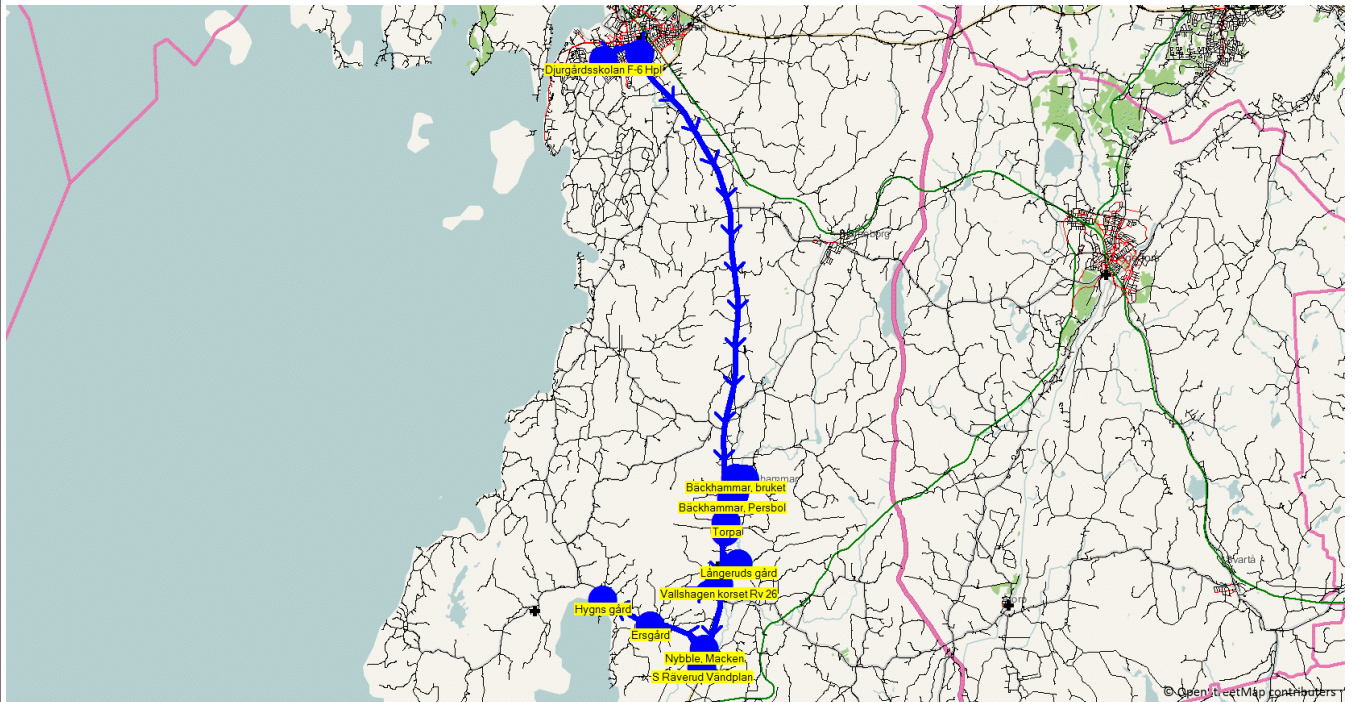 Djurgårdsskolan F-6 Hpl
Bäckhammar, bruket
Bäckhammar, Persbol
Torpa
Långeruds gård
Vallshagen korset Rv 26
Hygns gård
Ersgård
Nybble, Macken,
S Räverud Vändplan
© OpenStreetMap contributers